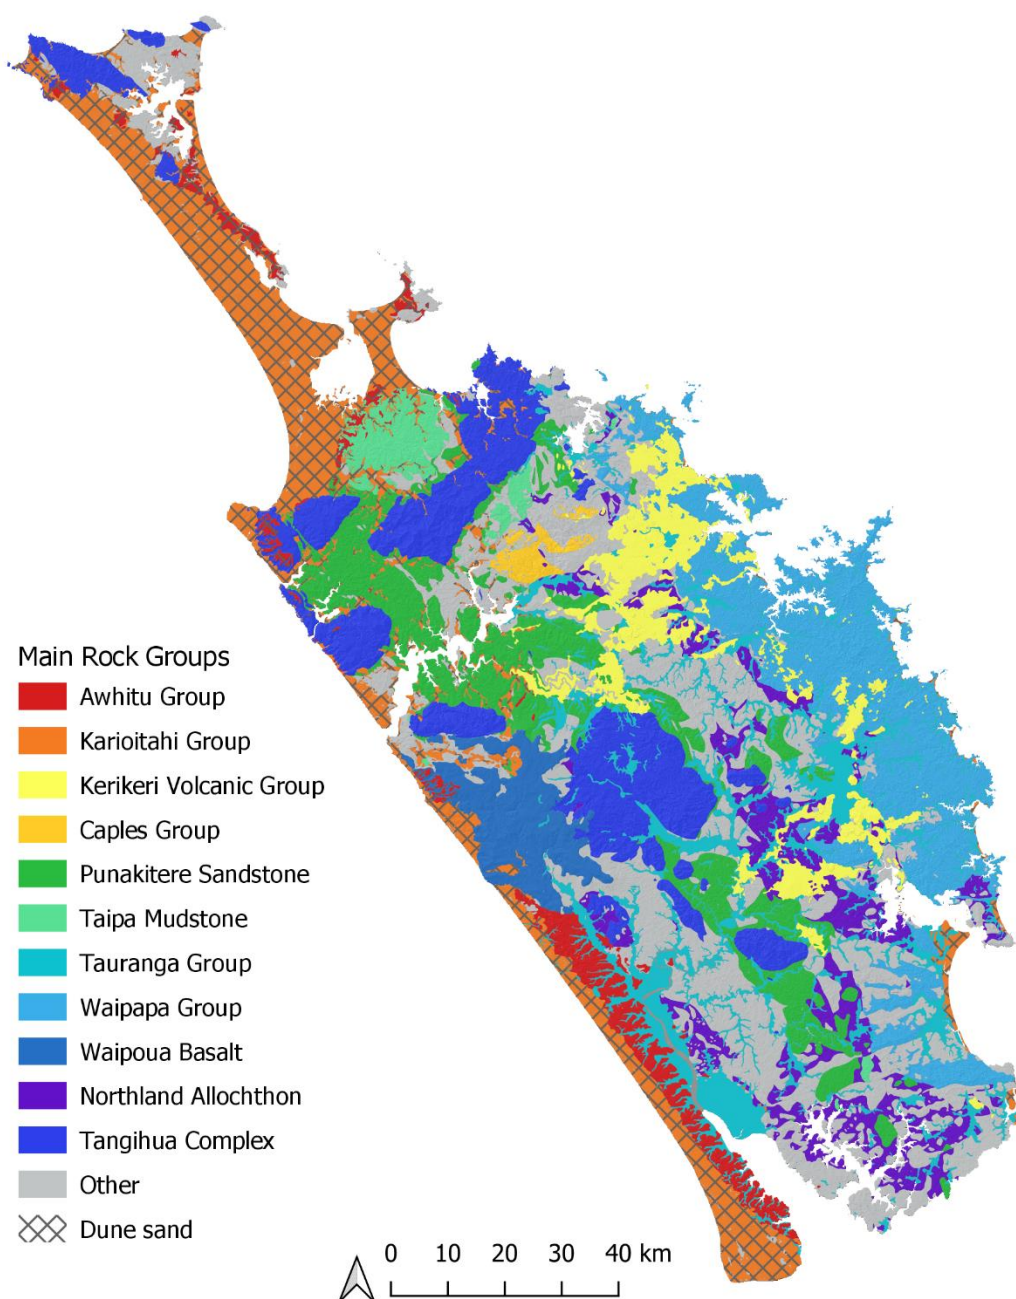 Main Rock Groups
Awhitu Group
Karioitahi Group
Kerikeri Volcanic Group
Caples Group
Punakitere Sandstone
Taipa Mudstone
Tauranga Group
Waipapa Group
Waipoua Basalt
Northland Allochthon
Tangihua Complex
Other
Dune sand
0 10 20 30 40 km